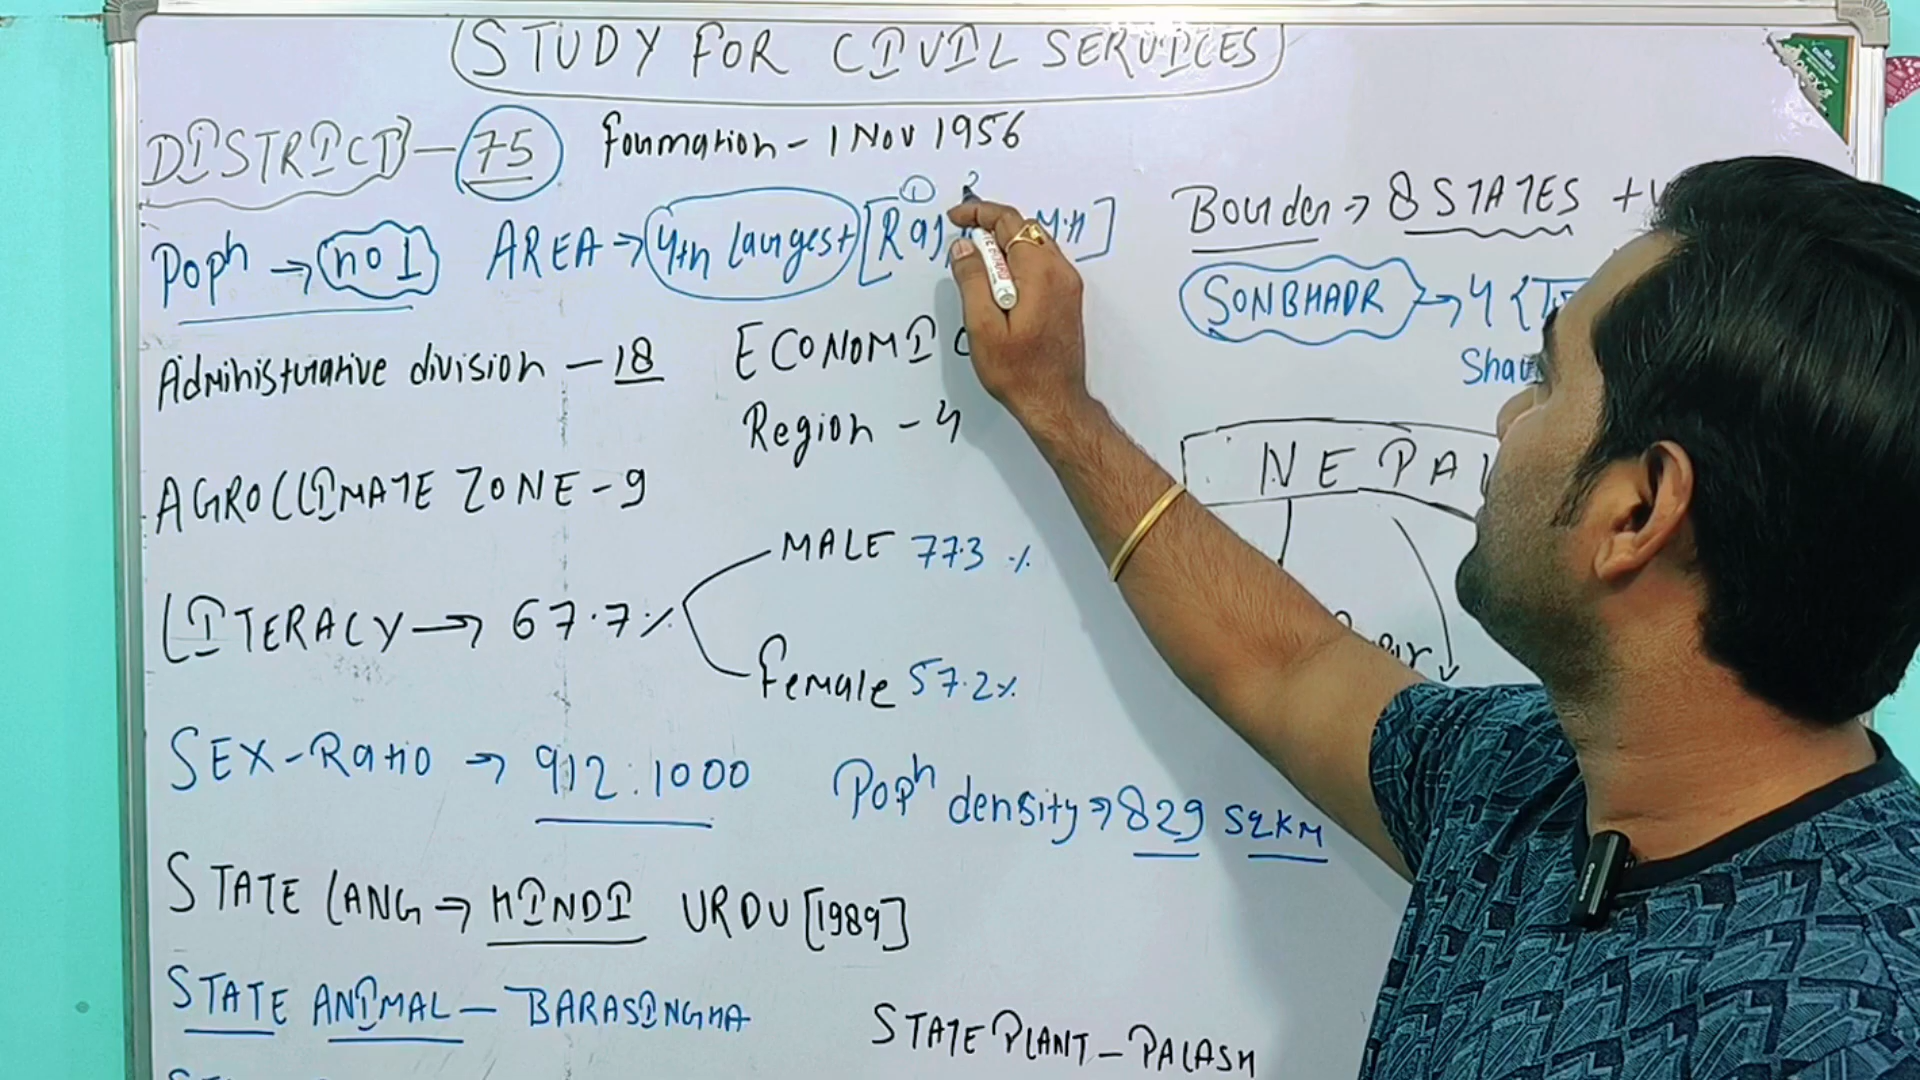 STUDY FOR CIVIL SERVICES
DISTRICT - 75
Formation - 1 Nov 1956
Border → 8 STATES +
Popn → no 1
AREA → 4th largest [Raj
1
2
SONBHADR → 4 {
Administrative division - 18
ECONOMIC
Region - 4
NEPAL
AGROCLIMATE ZONE - 9
LITERACY → 67.7%
MALE 77.3 %
Female 57.2%
SEX-Ratio → 912:1000
Popn density → 829 SQKM
STATE LANG → HINDI URDU [1989]
STATE ANIMAL - BARASINGHA
STATE PLANT - PALASH